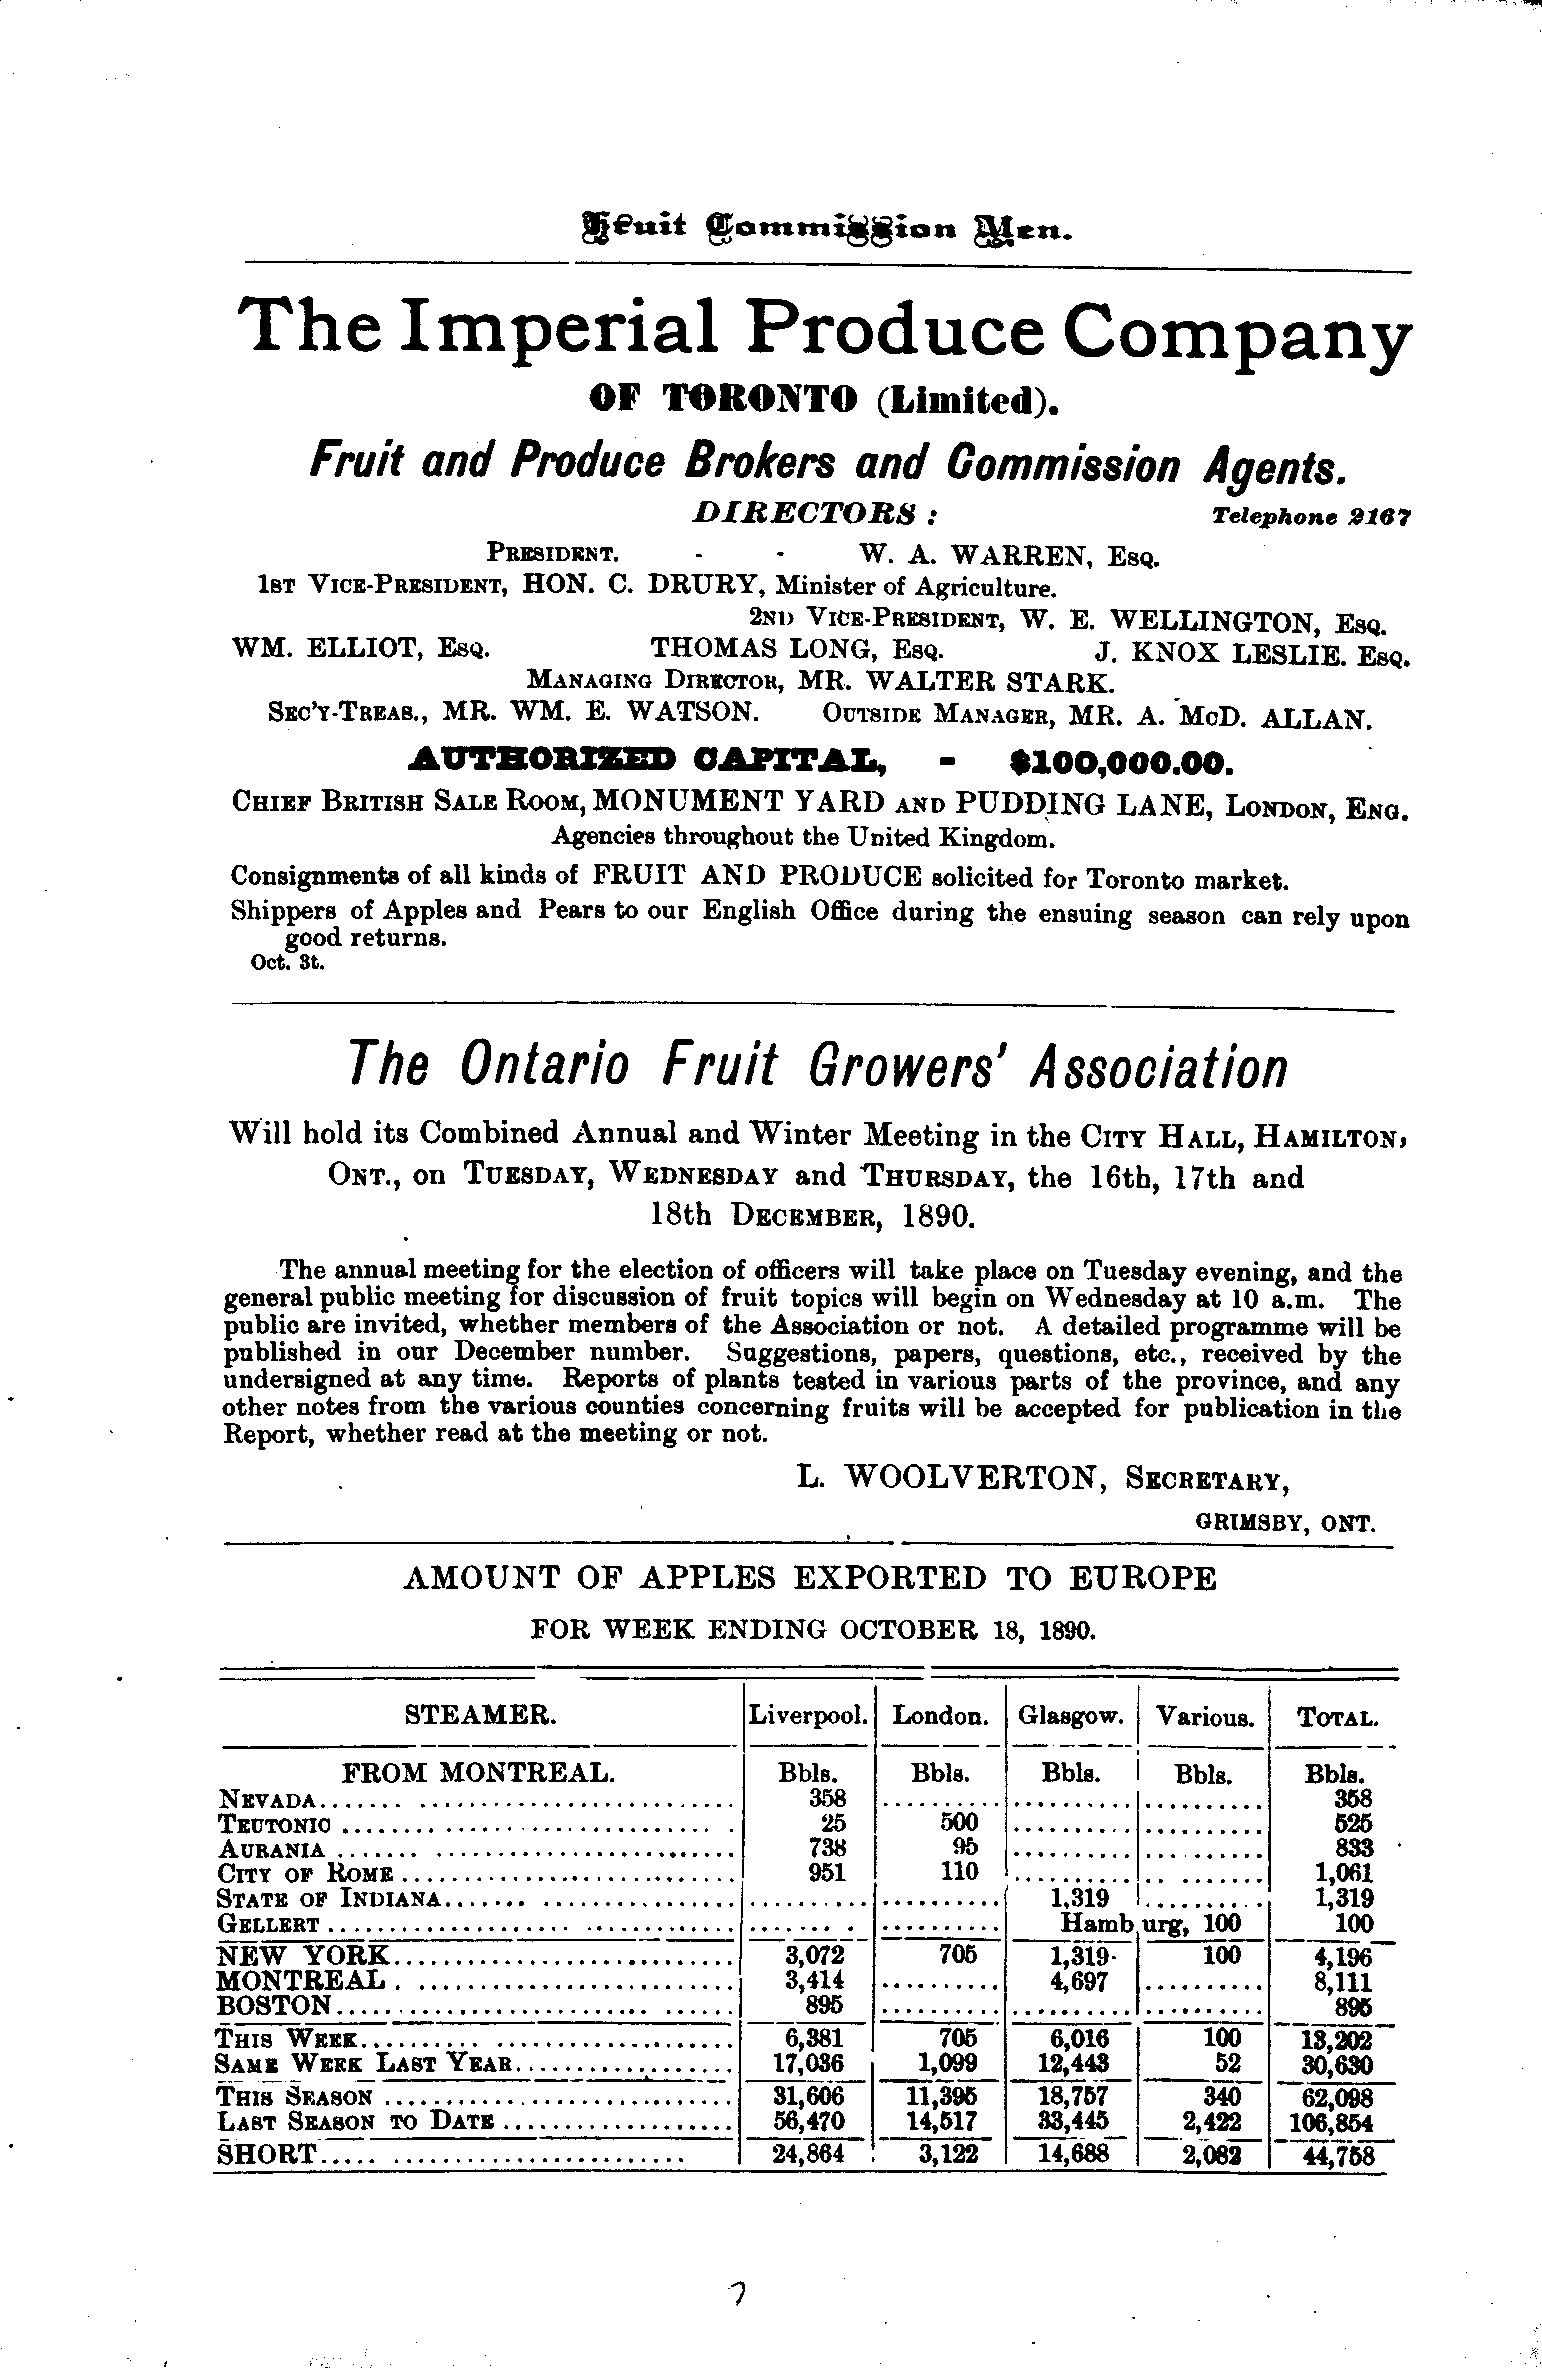 Fruit Commission Men.
The Imperial Produce Company
OF TORONTO (Limited).
Fruit and Produce Brokers and Commission Agents.
DIRECTORS : Telephone 2167
PRESIDENT. - - W. A. WARREN, ESQ.
1ST VICE-PRESIDENT, HON. C. DRURY, Minister of Agriculture.
2ND VICE-PRESIDENT, W. E. WELLINGTON, ESQ.
WM. ELLIOT, ESQ. THOMAS LONG, ESQ. J. KNOX LESLIE. ESQ.
MANAGING DIRECTOR, MR. WALTER STARK.
SEC'Y-TREAS., MR. WM. E. WATSON. OUTSIDE MANAGER, MR. A. McD. ALLAN.
AUTHORIZED CAPITAL, - $100,000.00.
CHIEF BRITISH SALE ROOM, MONUMENT YARD AND PUDDING LANE, LONDON, ENG.
Agencies throughout the United Kingdom.
Consignments of all kinds of FRUIT AND PRODUCE solicited for Toronto market.
Shippers of Apples and Pears to our English Office during the ensuing season can rely upon
good returns.
Oct. 3t.
The Ontario Fruit Growers' Association
Will hold its Combined Annual and Winter Meeting in the CITY HALL, HAMILTON,
ONT., on TUESDAY, WEDNESDAY and THURSDAY, the 16th, 17th and
18th DECEMBER, 1890.
The annual meeting for the election of officers will take place on Tuesday evening, and the
general public meeting for discussion of fruit topics will begin on Wednesday at 10 a.m. The
public are invited, whether members of the Association or not. A detailed programme will be
published in our December number. Suggestions, papers, questions, etc., received by the
undersigned at any time. Reports of plants tested in various parts of the province, and any
other notes from the various counties concerning fruits will be accepted for publication in the
Report, whether read at the meeting or not.
L. WOOLVERTON, SECRETARY,
GRIMSBY, ONT.
AMOUNT OF APPLES EXPORTED TO EUROPE
FOR WEEK ENDING OCTOBER 18, 1890.
STEAMER. Liverpool. London. Glasgow. Various. TOTAL.
FROM MONTREAL. Bbls. Bbls. Bbls. Bbls. Bbls.
NEVADA 358 358
TEUTONIC 25 500 525
AURANIA 738 95 833
CITY OF ROME 951 110 1,061
STATE OF INDIANA 1,319 1,319
GELLERT Hamburg, 100 100
NEW YORK 3,072 705 1,319 100 4,196
MONTREAL 3,414 4,697 8,111
BOSTON 895 895
THIS WEEK 6,381 705 6,016 100 13,202
SAME WEEK LAST YEAR 17,036 1,099 12,443 52 30,630
THIS SEASON 31,606 11,395 18,757 340 62,098
LAST SEASON TO DATE 56,470 14,517 33,445 2,422 106,854
SHORT 24,864 3,122 14,688 2,082 44,758
7